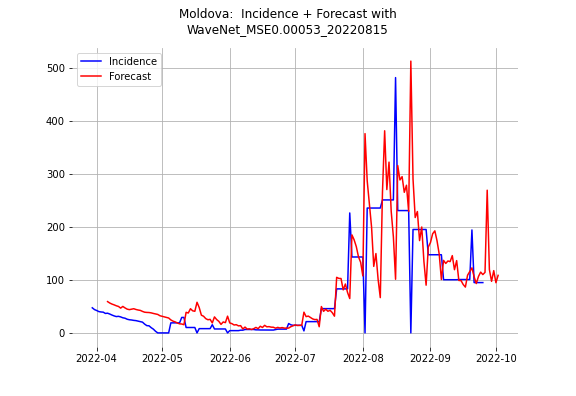 Moldova:  Incidence + Forecast with
WaveNet_MSE0.00053_20220815
Incidence
Forecast
500
400
300
200
100
0
2022-04 2022-05 2022-06 2022-07 2022-08 2022-09 2022-10